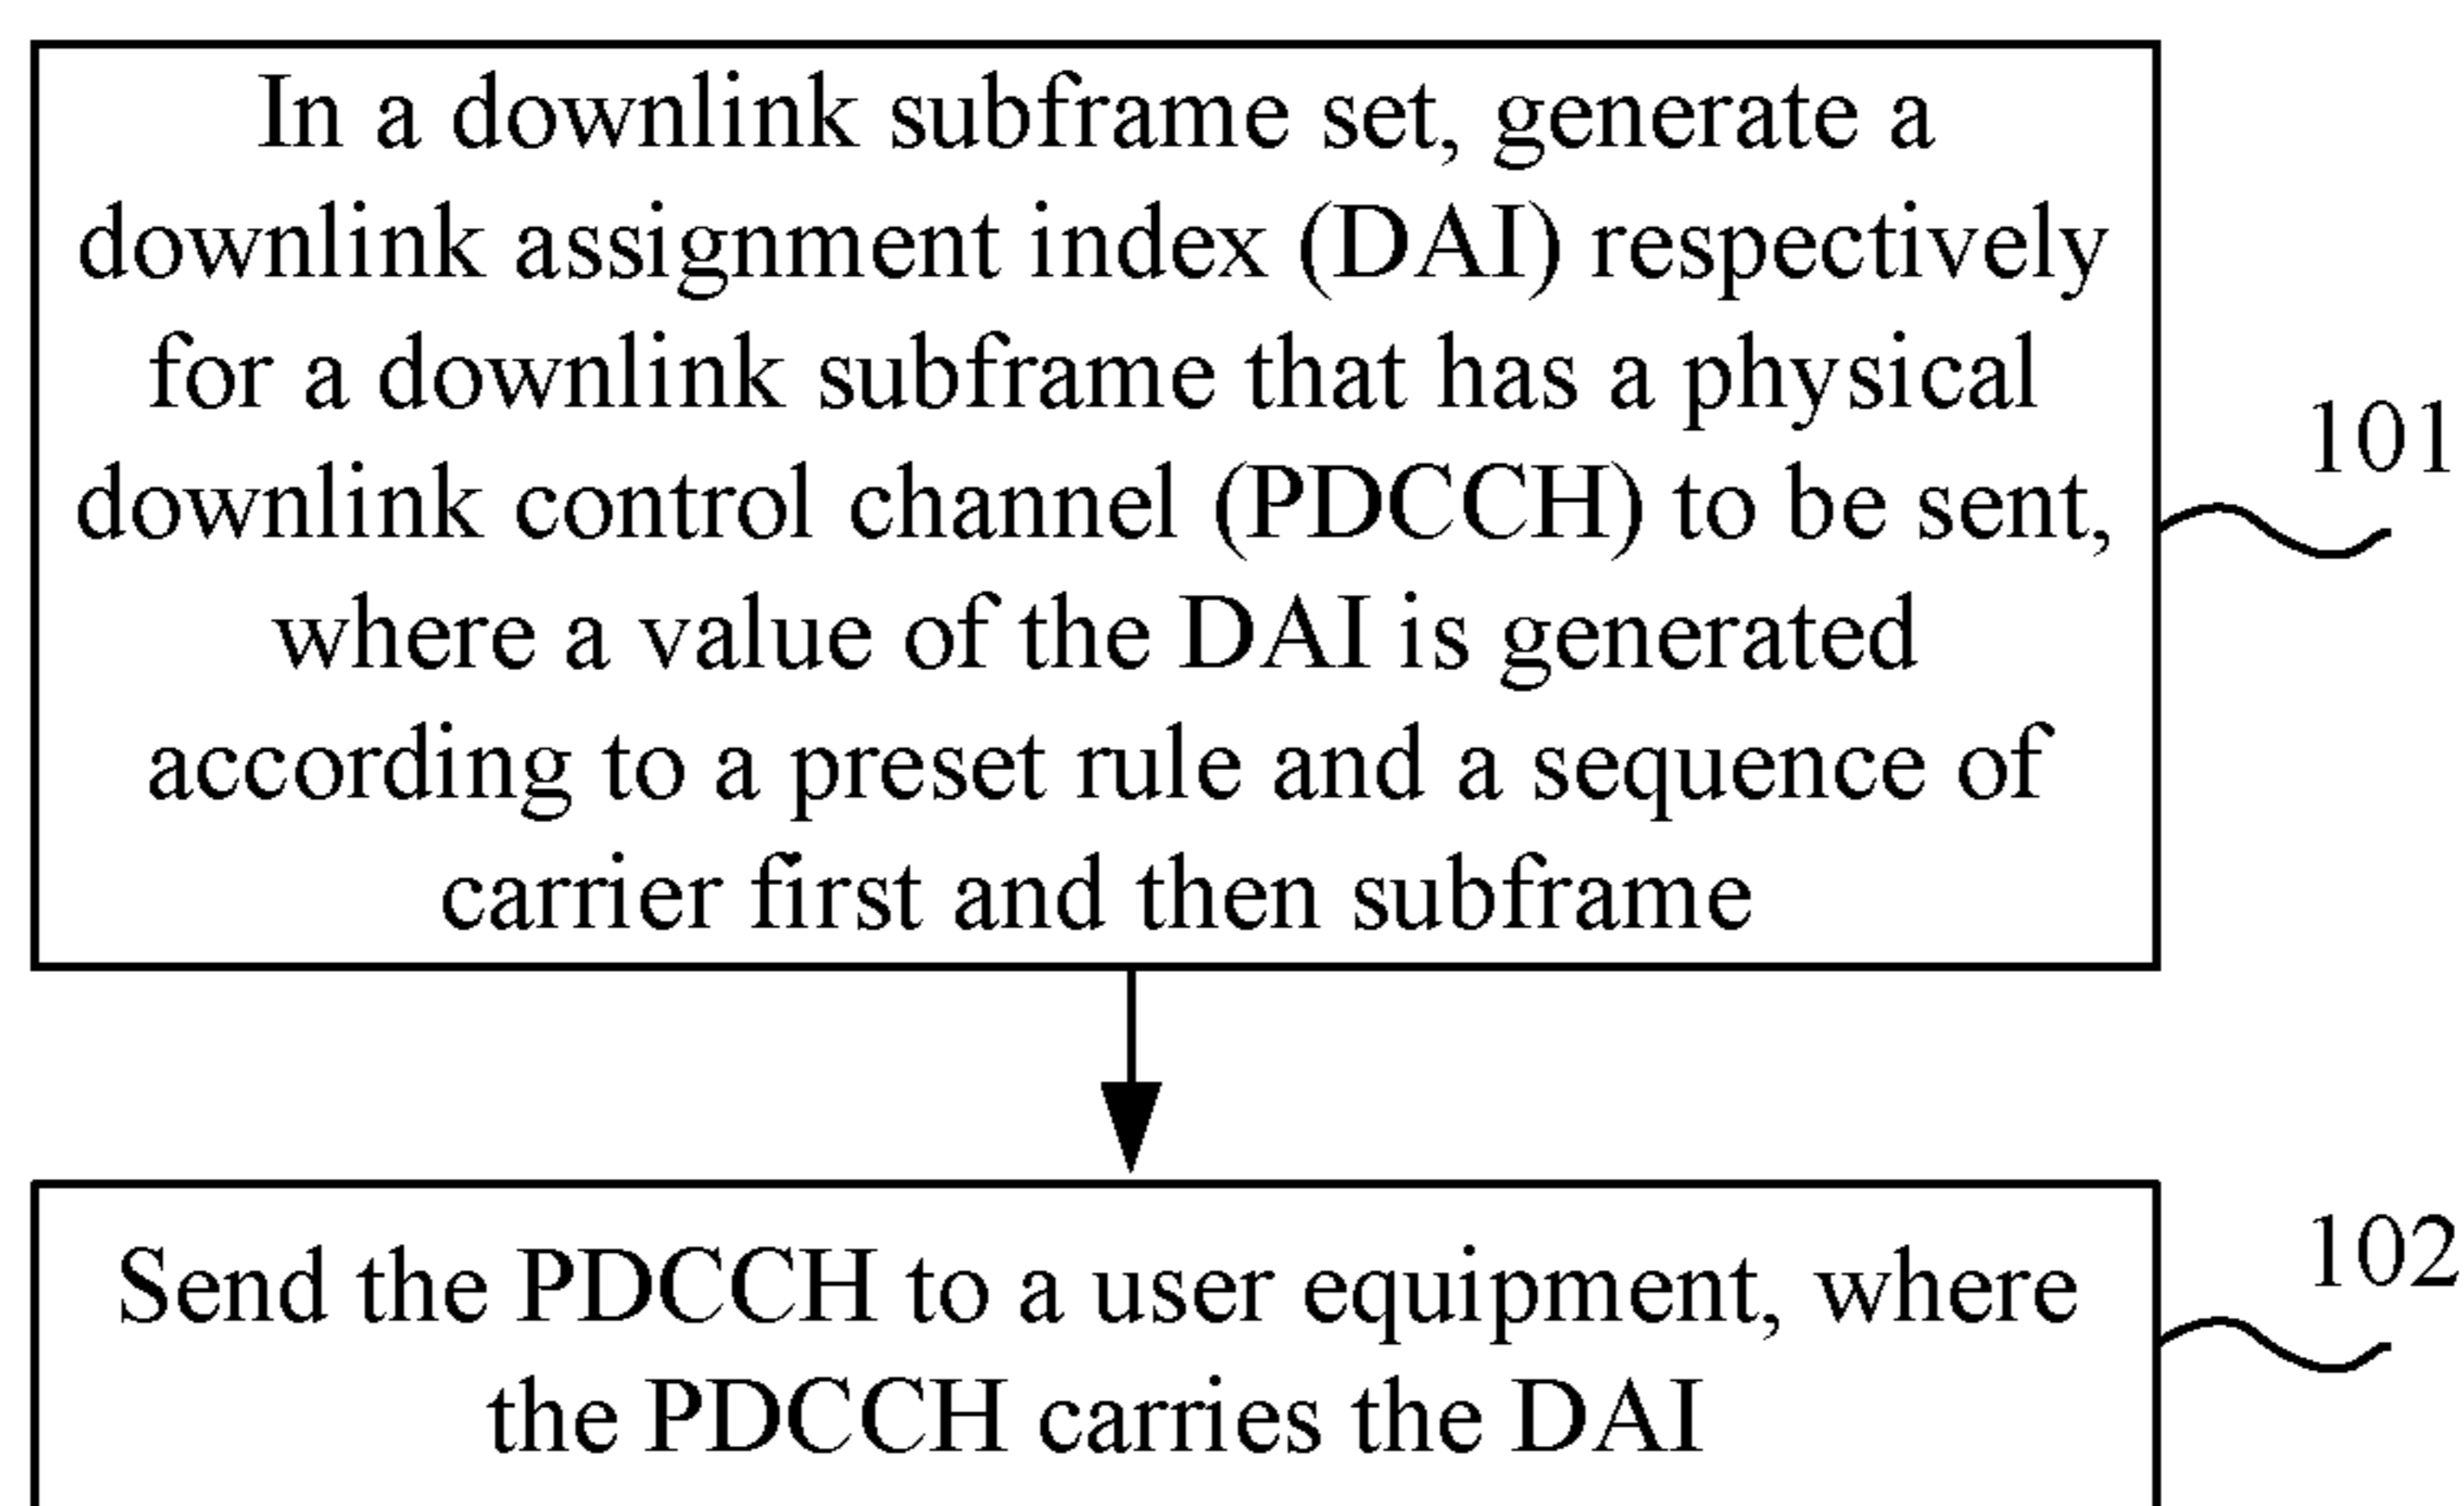 In a downlink subframe set, generate a
downlink assignment index (DAI) respectively
for a downlink subframe that has a physical
downlink control channel (PDCCH) to be sent,
where a value of the DAI is generated
according to a preset rule and a sequence of
carrier first and then subframe
101
Send the PDCCH to a user equipment, where
the PDCCH carries the DAI
102